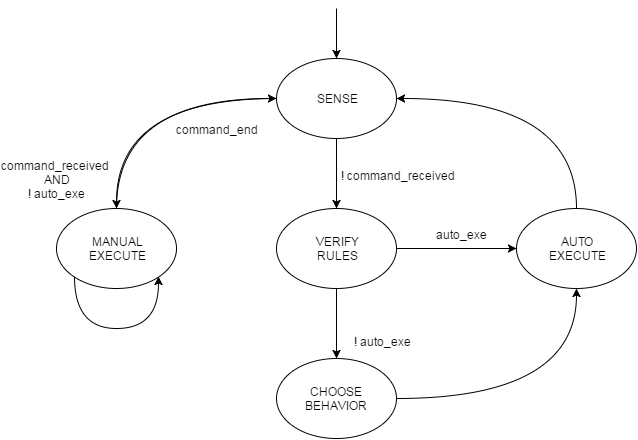 SENSE
command_end
command_received
AND
! auto_exe
! command_received
MANUAL
EXECUTE
VERIFY
RULES
auto_exe
AUTO
EXECUTE
! auto_exe
CHOOSE
BEHAVIOR